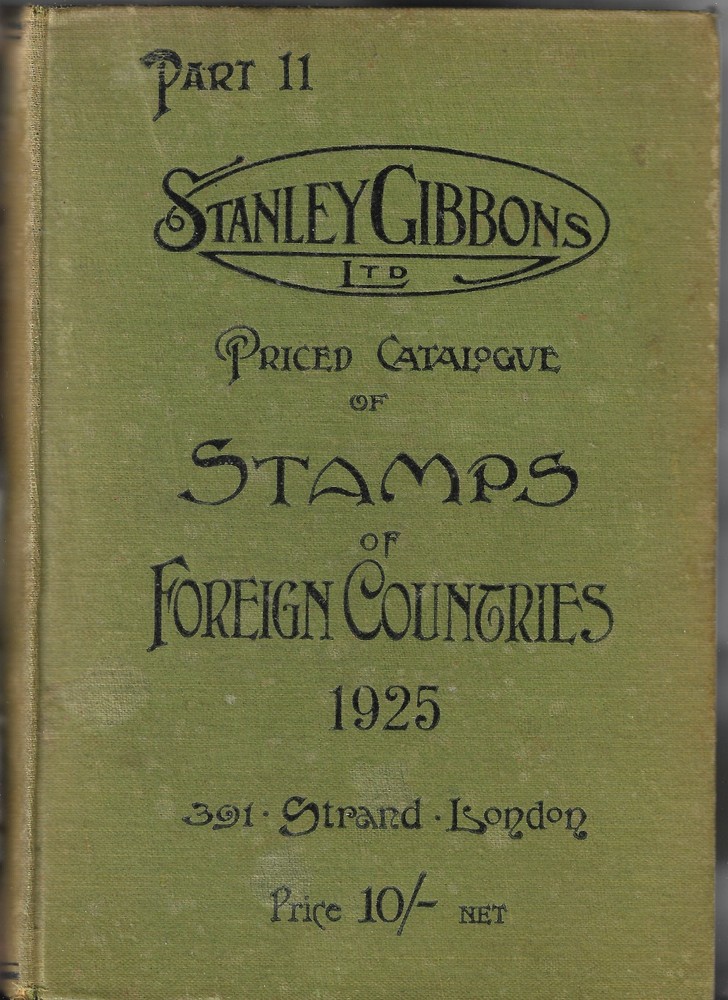 Part 11
Stanley Gibbons
Ltd
Priced Catalogue
of
Stamps
of
Foreign Countries
1925
391 · Strand · London
Price 10/- net